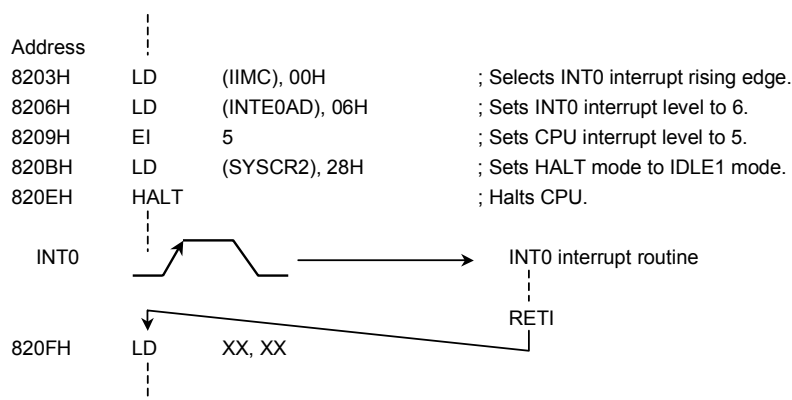 Address
8203H LD (IIMC), 00H ; Selects INT0 interrupt rising edge.
8206H LD (INTE0AD), 06H ; Sets INT0 interrupt level to 6.
8209H EI 5 ; Sets CPU interrupt level to 5.
820BH LD (SYSCR2), 28H ; Sets HALT mode to IDLE1 mode.
820EH HALT ; Halts CPU.
INT0 INT0 interrupt routine
RETI
820FH LD XX, XX